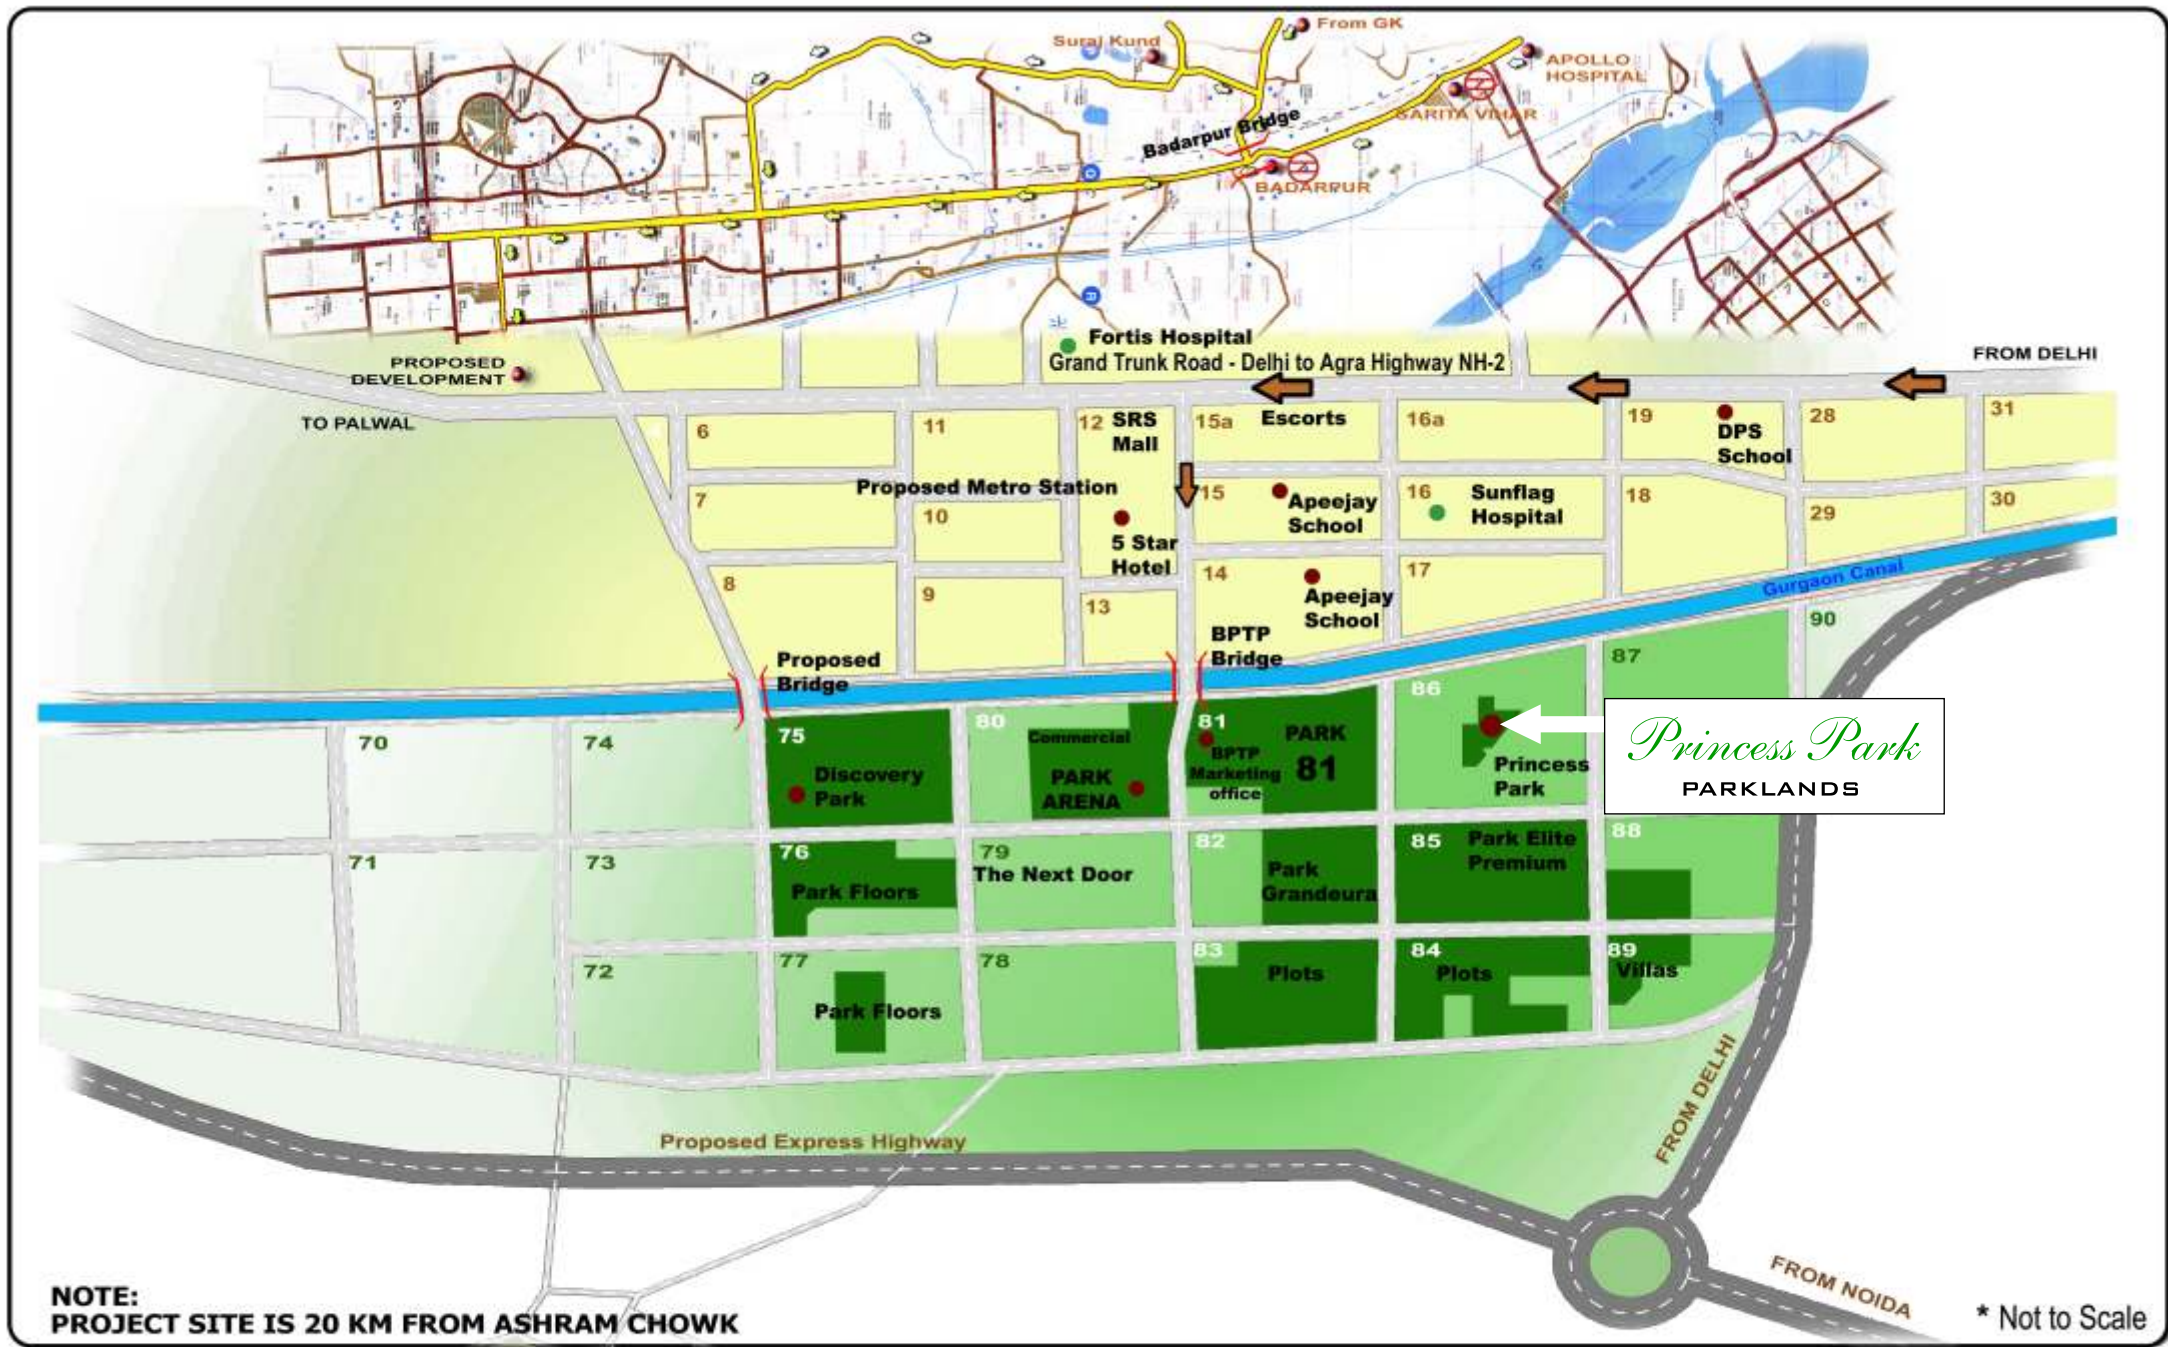 From GK
Suraj Kund
APOLLO
HOSPITAL
SARITA VIHAR
Badarpur Bridge
BADARPUR
Fortis Hospital
Grand Trunk Road - Delhi to Agra Highway NH-2
FROM DELHI
PROPOSED
DEVELOPMENT
TO PALWAL
6
11
12
SRS
Mall
15a
Escorts
16a
19
DPS
School
28
31
7
Proposed Metro Station
10
5 Star
Hotel
15
Apeejay
School
16
Sunflag
Hospital
18
29
30
8
9
13
14
Apeejay
School
17
Gurgaon Canal
BPTP
Bridge
Proposed
Bridge
90
87
86
70
74
75
Discovery
Park
80
Commercial
PARK
ARENA
81
BPTP
Marketing
office
PARK
81
Princess
Park
Princess Park
PARKLANDS
71
73
76
Park Floors
79
The Next Door
82
Park
Grandeura
85
Park Elite
Premium
88
72
77
Park Floors
78
83
Plots
84
Plots
89
Villas
FROM DELHI
Proposed Express Highway
FROM NOIDA
NOTE:
PROJECT SITE IS 20 KM FROM ASHRAM CHOWK
* Not to Scale